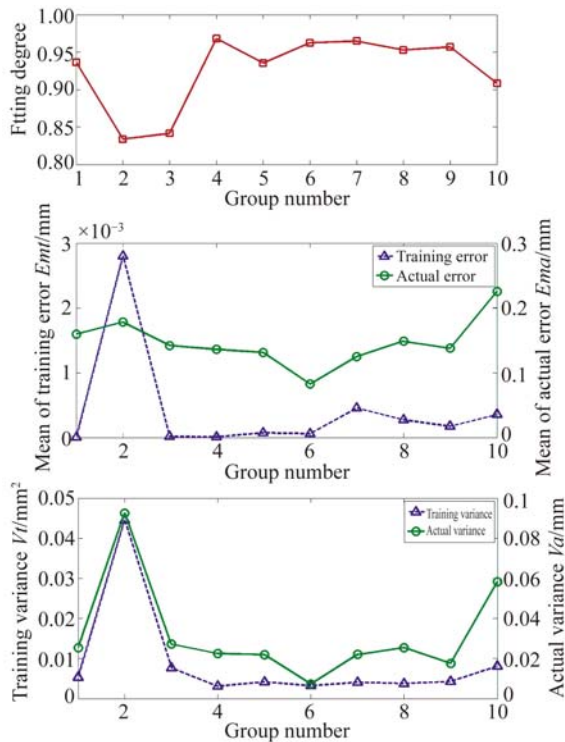 1.00
0.95
0.90
0.85
0.80
Ftting degree
1 2 3 4 5 6 7 8 9 10
Group number
×10⁻³
3
2
1
0
Mean of training error Emt/mm
Training error
Actual error
0.3
0.2
0.1
0
Mean of actual error Ema/mm
2 4 6 8 10
Group number
0.05
0.04
0.03
0.02
0.01
0
Training variance Vt/mm²
Training variance
Actual variance
0.1
0.08
0.06
0.04
0.02
0
Actual variance Va/mm
2 4 6 8 10
Group number